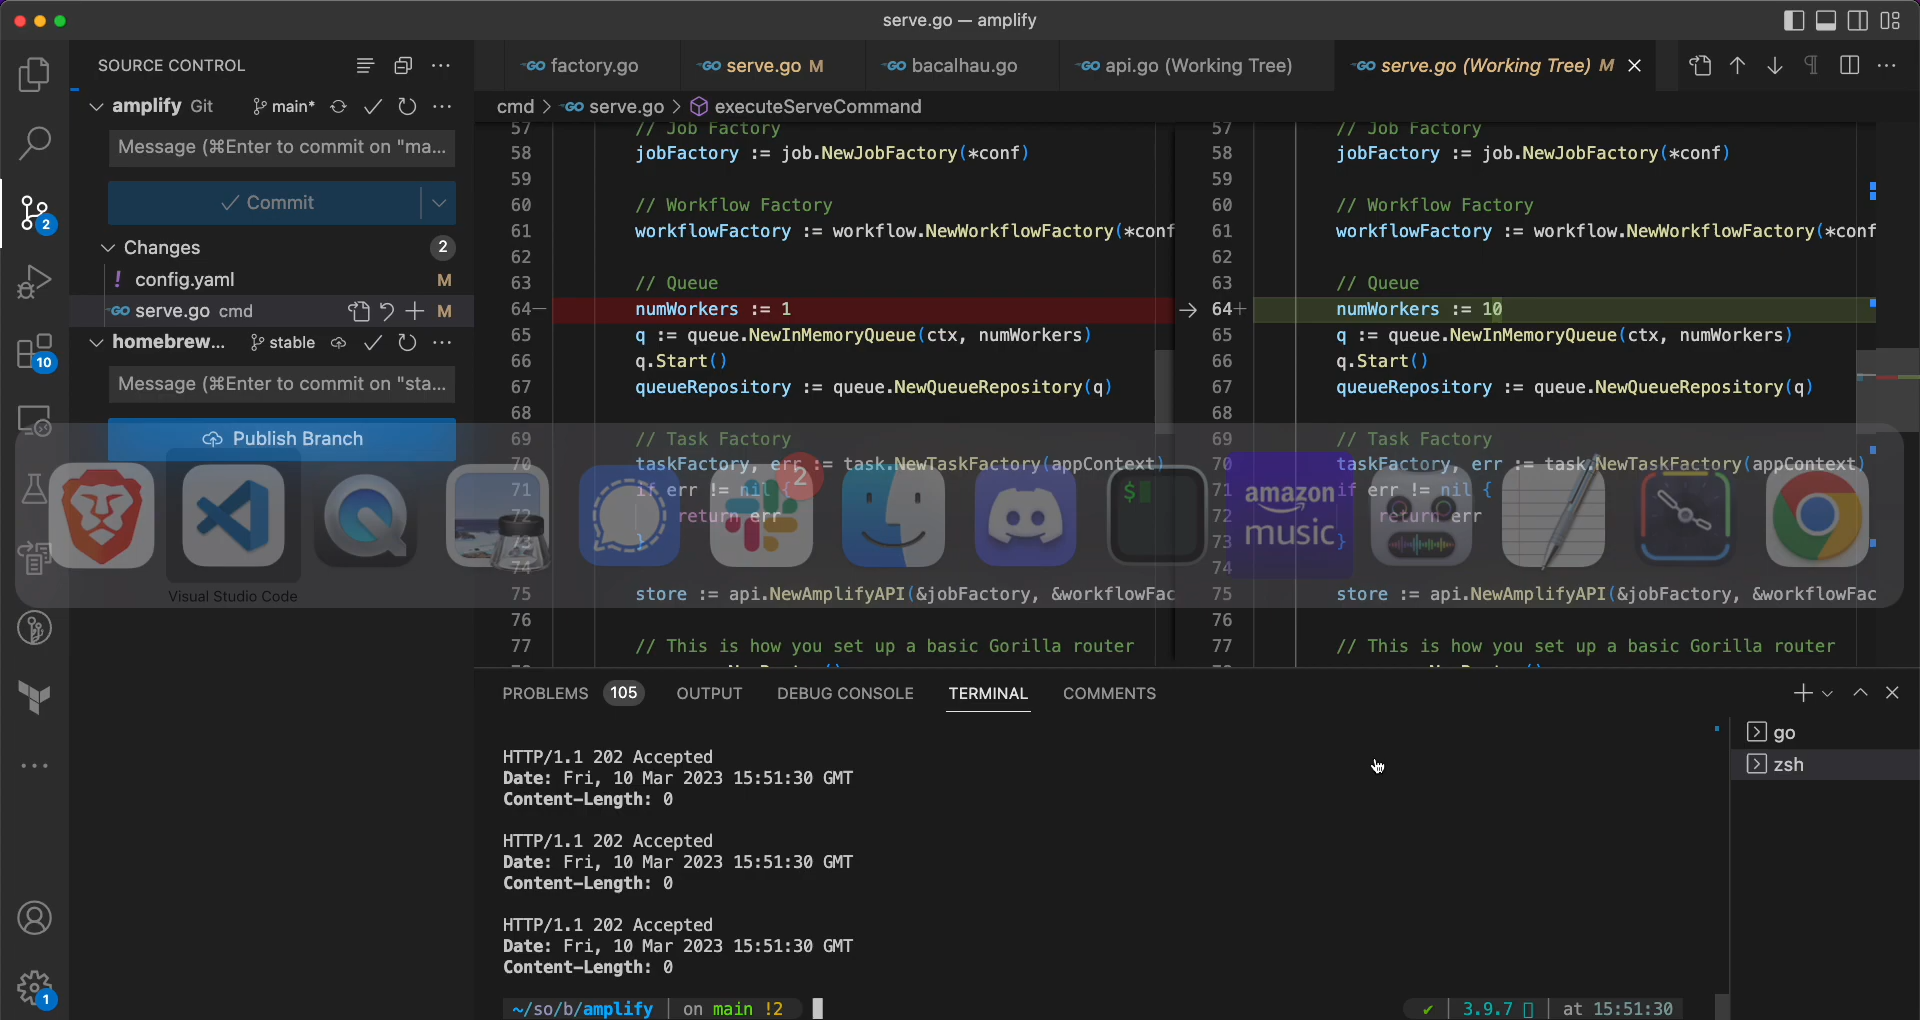 serve.go — amplify
SOURCE CONTROL
factory.go
serve.go M
bacalhau.go
api.go (Working Tree)
serve.go (Working Tree) M
amplify Git
main*
cmd > serve.go > executeServeCommand
Message (⌘Enter to commit on "ma...
Commit
Changes
2
config.yaml
M
serve.go cmd
M
homebrew...
stable
Message (⌘Enter to commit on "sta...
Publish Branch
2
10
1
57 // Job Factory
58 jobFactory := job.NewJobFactory(*conf)
59
60 // Workflow Factory
61 workflowFactory := workflow.NewWorkflowFactory(*conf
62
63 // Queue
64— numWorkers := 1
65 q := queue.NewInMemoryQueue(ctx, numWorkers)
66 q.Start()
67 queueRepository := queue.NewQueueRepository(q)
68
69 // Task Factory
70 taskFactory, err := task.NewTaskFactory(appContext)
71 if err != nil {
72 return err
73 }
74
75 store := api.NewAmplifyAPI(&jobFactory, &workflowFac
76
77 // This is how you set up a basic Gorilla router
57 // Job Factory
58 jobFactory := job.NewJobFactory(*conf)
59
60 // Workflow Factory
61 workflowFactory := workflow.NewWorkflowFactory(*conf
62
63 // Queue
64+ numWorkers := 10
65 q := queue.NewInMemoryQueue(ctx, numWorkers)
66 q.Start()
67 queueRepository := queue.NewQueueRepository(q)
68
69 // Task Factory
70 taskFactory, err := task.NewTaskFactory(appContext)
71 if err != nil {
72 return err
73 }
74
75 store := api.NewAmplifyAPI(&jobFactory, &workflowFac
76
77 // This is how you set up a basic Gorilla router
2
$
amazon
music
Visual Studio Code
PROBLEMS 105
OUTPUT
DEBUG CONSOLE
TERMINAL
COMMENTS
go
zsh
HTTP/1.1 202 Accepted
Date: Fri, 10 Mar 2023 15:51:30 GMT
Content-Length: 0
HTTP/1.1 202 Accepted
Date: Fri, 10 Mar 2023 15:51:30 GMT
Content-Length: 0
HTTP/1.1 202 Accepted
Date: Fri, 10 Mar 2023 15:51:30 GMT
Content-Length: 0
~/so/b/amplify | on main !2
✔ | 3.9.7 | at 15:51:30